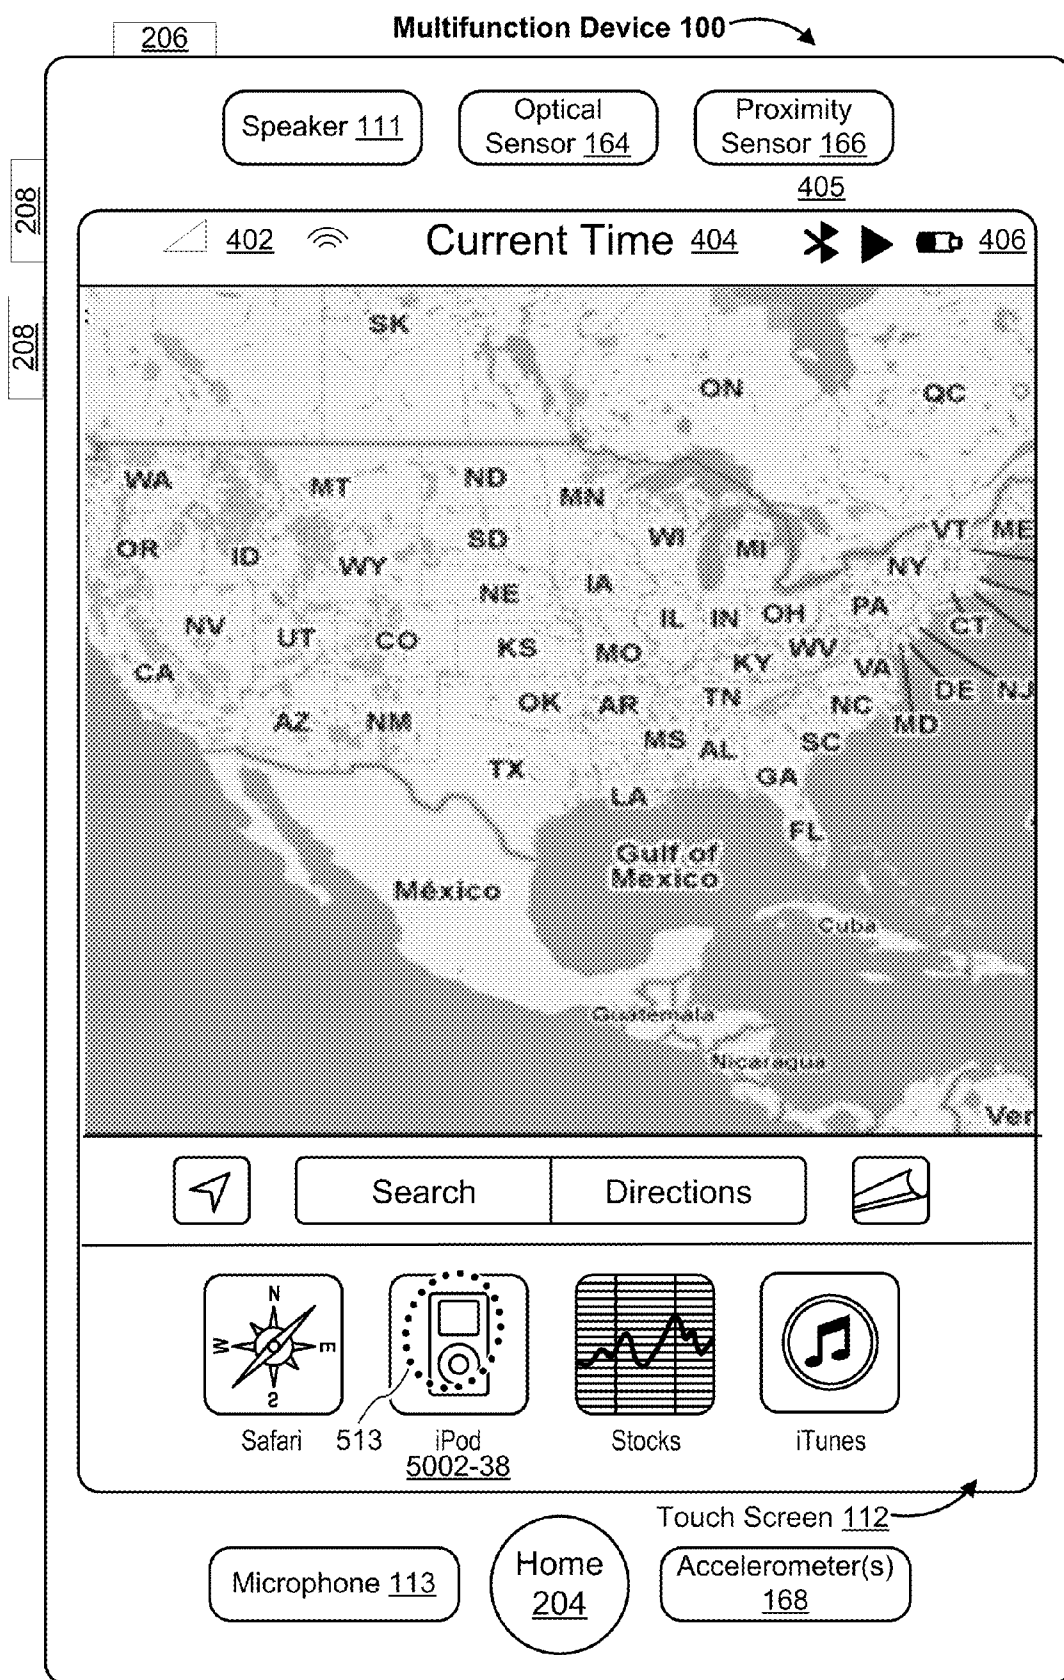 Multifunction Device 100
206
Speaker 111
Optical
Sensor 164
Proximity
Sensor 166
405
208
208
402
Current Time 404
406
SK
ON
QC
WA
MT
ND
MN
OR
ID
WY
SD
WI
MI
VT
ME
NE
IA
NY
NV
UT
CO
KS
MO
IL
IN
OH
PA
CT
CA
KY
WV
VA
AZ
NM
OK
AR
TN
NC
DE
NJ
MD
MS
AL
SC
TX
GA
LA
FL
Gulf of
Mexico
México
Cuba
Guatemala
Nicaragua
Ver
Search
Directions
N
W
E
S
Safari
513
iPod
5002-38
Stocks
iTunes
Touch Screen 112
Microphone 113
Home
204
Accelerometer(s)
168